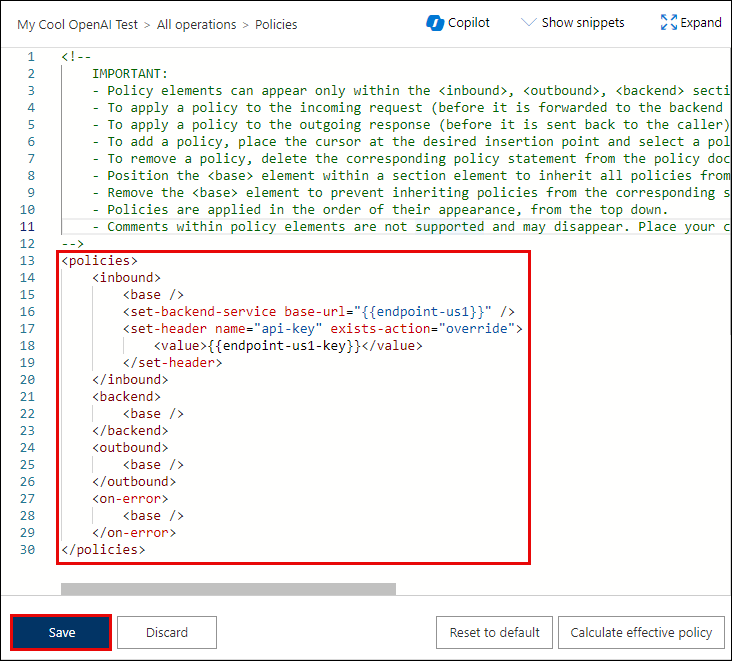 My Cool OpenAI Test > All operations > Policies Copilot Show snippets Expand
1 <!--
2 IMPORTANT:
3 - Policy elements can appear only within the <inbound>, <outbound>, <backend> secti
4 - To apply a policy to the incoming request (before it is forwarded to the backend
5 - To apply a policy to the outgoing response (before it is sent back to the caller)
6 - To add a policy, place the cursor at the desired insertion point and select a pol
7 - To remove a policy, delete the corresponding policy statement from the policy doc
8 - Position the <base> element within a section element to inherit all policies from
9 - Remove the <base> element to prevent inheriting policies from the corresponding s
10 - Policies are applied in the order of their appearance, from the top down.
11 - Comments within policy elements are not supported and may disappear. Place your c
12 -->
13 <policies>
14 <inbound>
15 <base />
16 <set-backend-service base-url="{{endpoint-us1}}" />
17 <set-header name="api-key" exists-action="override">
18 <value>{{endpoint-us1-key}}</value>
19 </set-header>
20 </inbound>
21 <backend>
22 <base />
23 </backend>
24 <outbound>
25 <base />
26 </outbound>
27 <on-error>
28 <base />
29 </on-error>
30 </policies>
Save Discard Reset to default Calculate effective policy